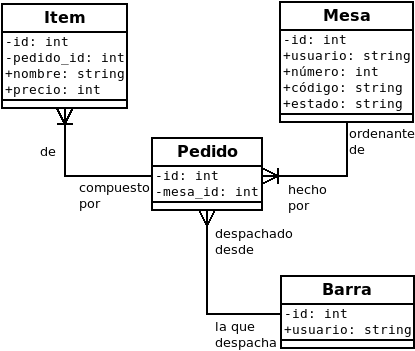 Item
-id: int
-pedido_id: int
+nombre: string
+precio: int
Mesa
-id: int
+usuario: string
+número: int
+código: string
+estado: string
ordenante
de
de
Pedido
-id: int
-mesa_id: int
compuesto
por
hecho
por
despachado
desde
Barra
-id: int
+usuario: string
la que
despacha